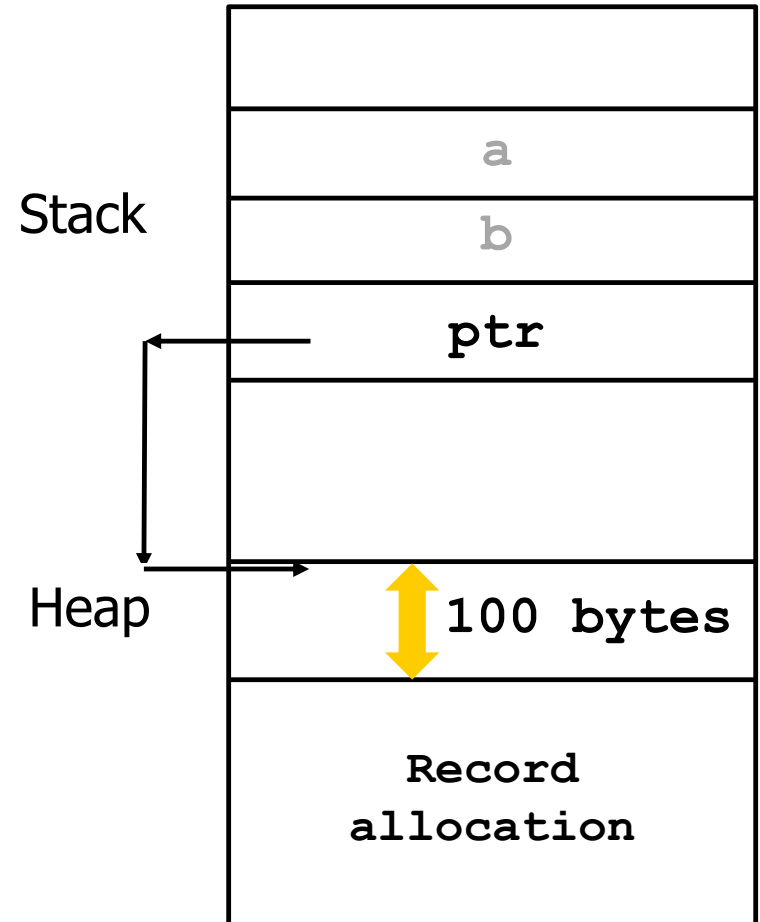 a
Stack
b
ptr
Heap
100 bytes
Record
allocation